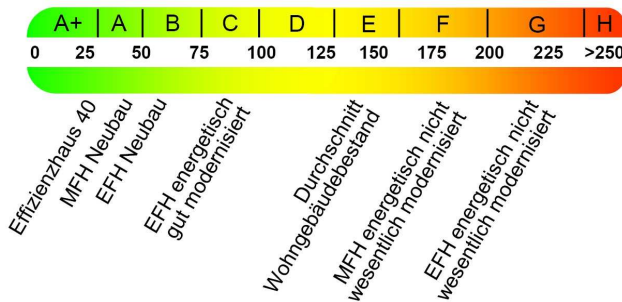 A+ A B C D E F G H
0 25 50 75 100 125 150 175 200 225 >250
Effizienzhaus 40
MFH Neubau
EFH Neubau
EFH energetisch
gut modernisiert
Durchschnitt
Wohngebäudebestand
MFH energetisch nicht
wesentlich modernisiert
EFH energetisch nicht
wesentlich modernisiert